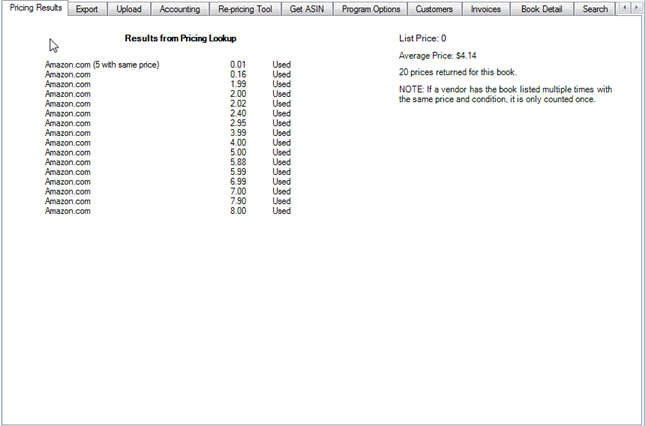 Pricing Results Export Upload Accounting Re-pricing Tool Get ASIN Program Options Customers Invoices Book Detail Search
Results from Pricing Lookup
Amazon.com (5 with same price) 0.01 Used
Amazon.com 0.16 Used
Amazon.com 1.99 Used
Amazon.com 2.00 Used
Amazon.com 2.02 Used
Amazon.com 2.40 Used
Amazon.com 2.95 Used
Amazon.com 3.99 Used
Amazon.com 4.00 Used
Amazon.com 5.00 Used
Amazon.com 5.88 Used
Amazon.com 5.99 Used
Amazon.com 6.99 Used
Amazon.com 7.00 Used
Amazon.com 7.90 Used
Amazon.com 8.00 Used
List Price: 0
Average Price: $4.14
20 prices returned for this book.
NOTE: If a vendor has the book listed multiple times with
the same price and condition, it is only counted once.